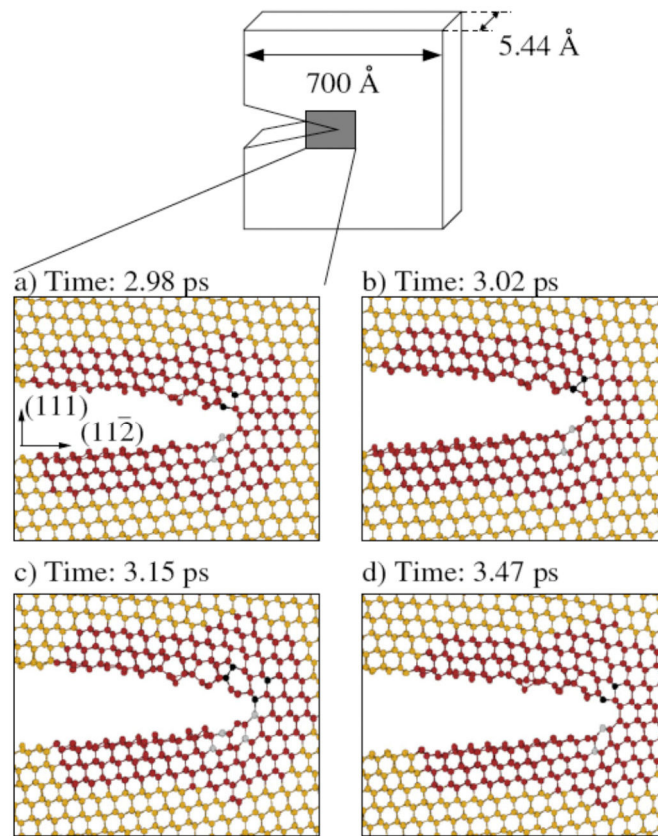 5.44 Å
700 Å
a) Time: 2.98 ps
b) Time: 3.02 ps
(111)
(112̅)
c) Time: 3.15 ps
d) Time: 3.47 ps